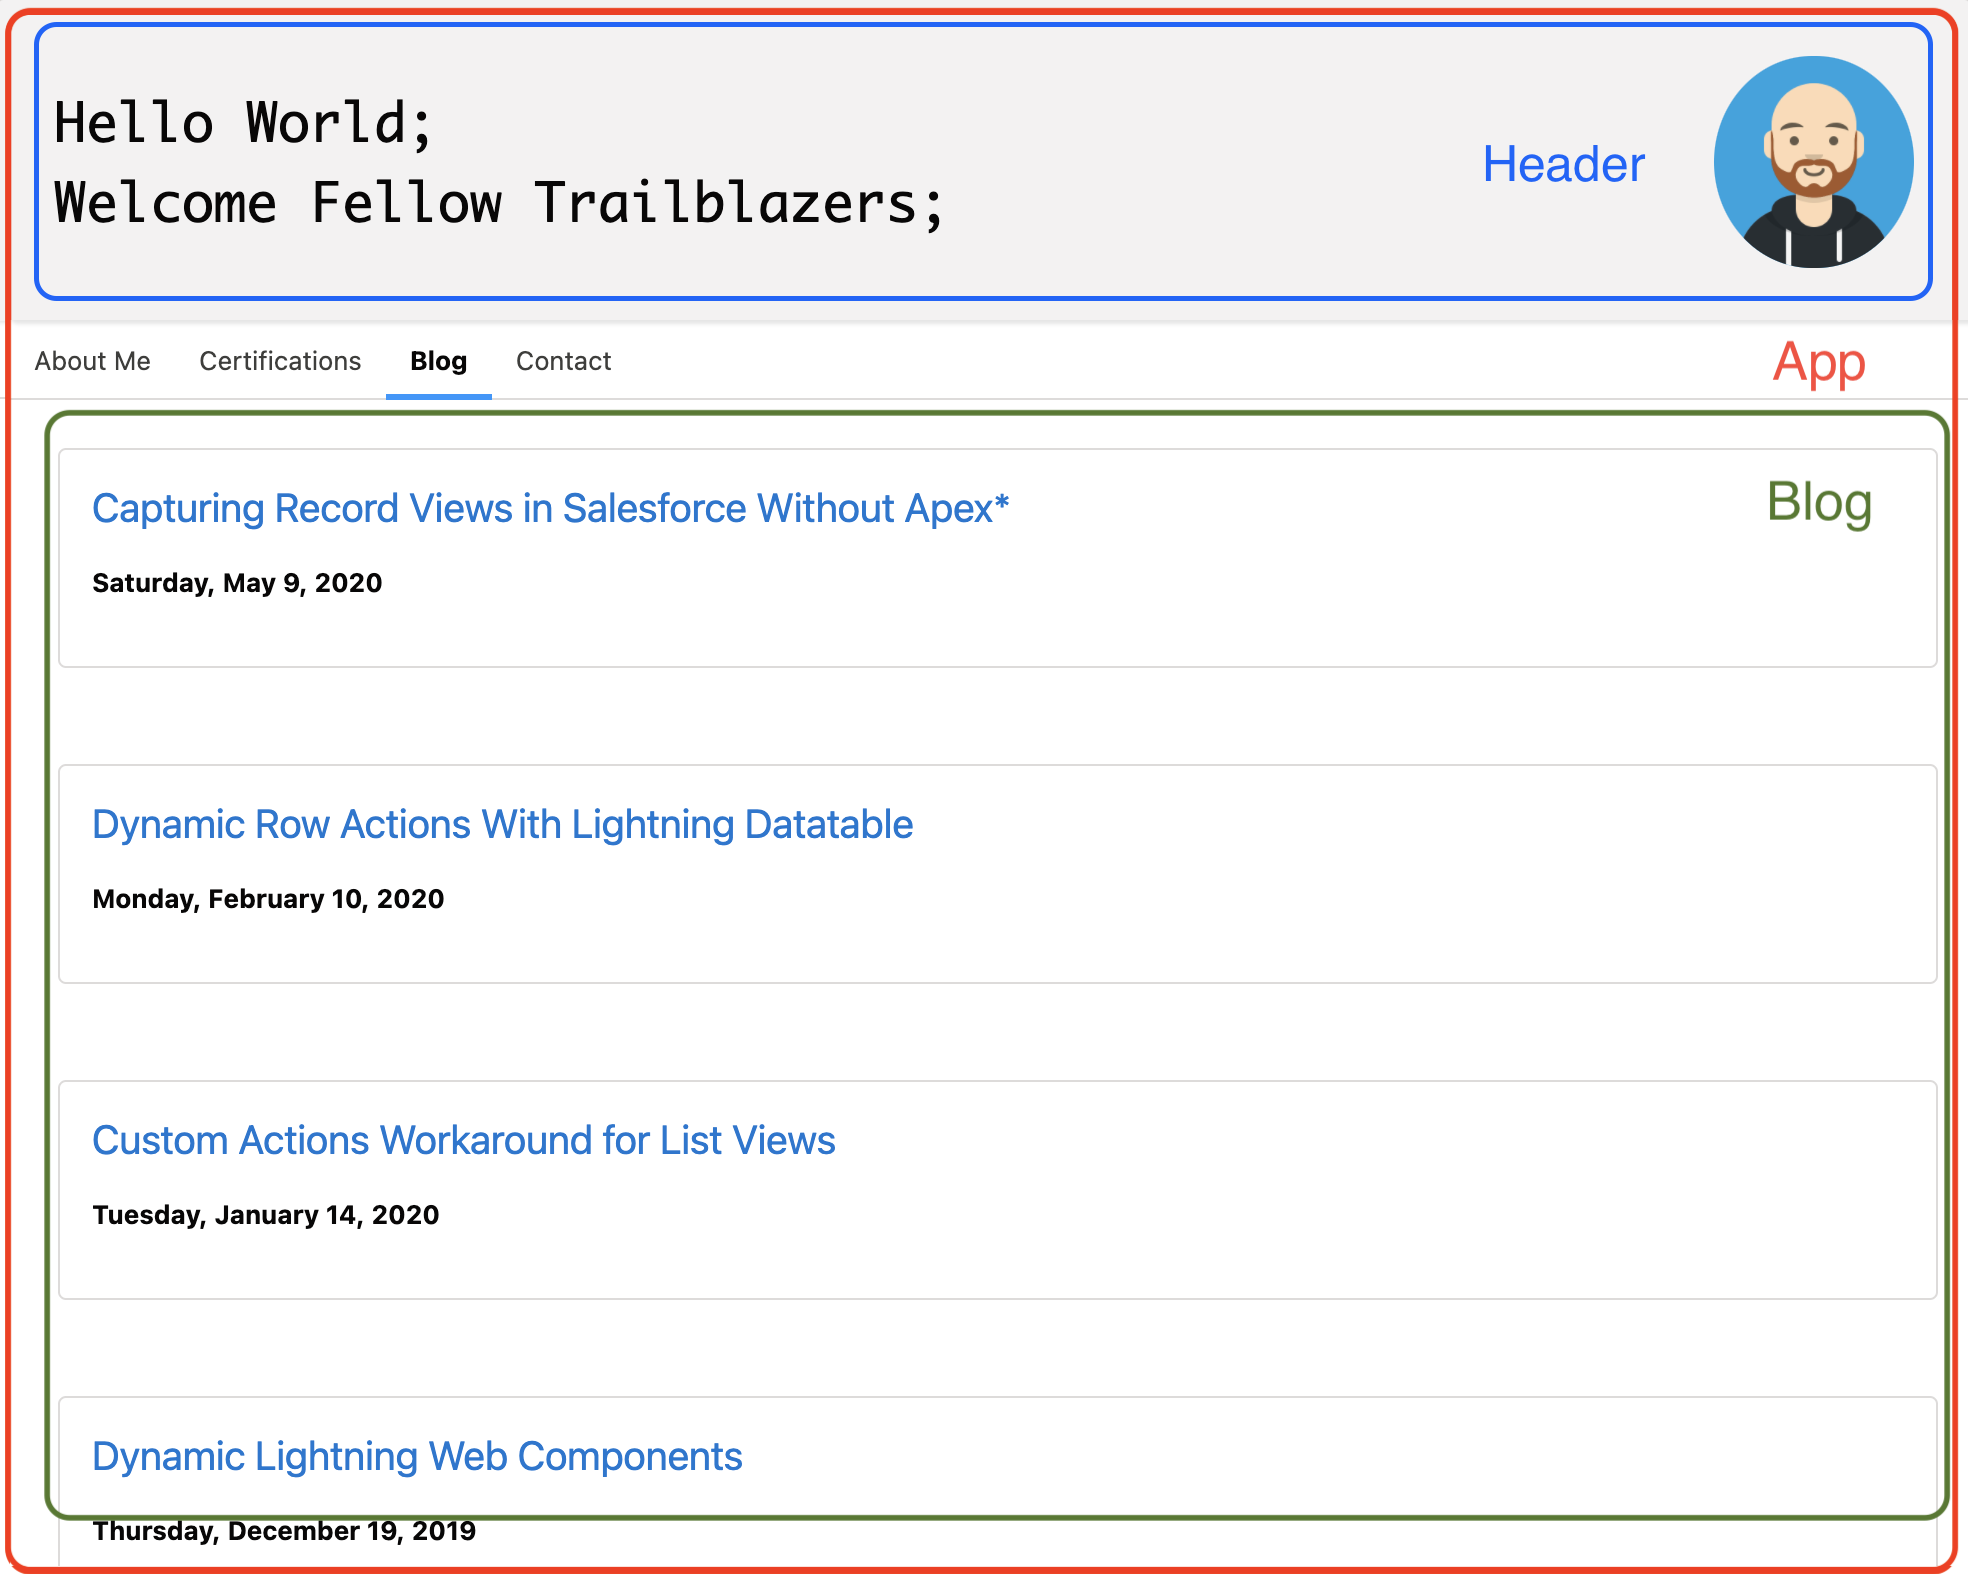 Hello World;
Welcome Fellow Trailblazers;
Header
About Me Certifications Blog Contact
App
Capturing Record Views in Salesforce Without Apex*
Blog
Saturday, May 9, 2020
Dynamic Row Actions With Lightning Datatable
Monday, February 10, 2020
Custom Actions Workaround for List Views
Tuesday, January 14, 2020
Dynamic Lightning Web Components
Thursday, December 19, 2019